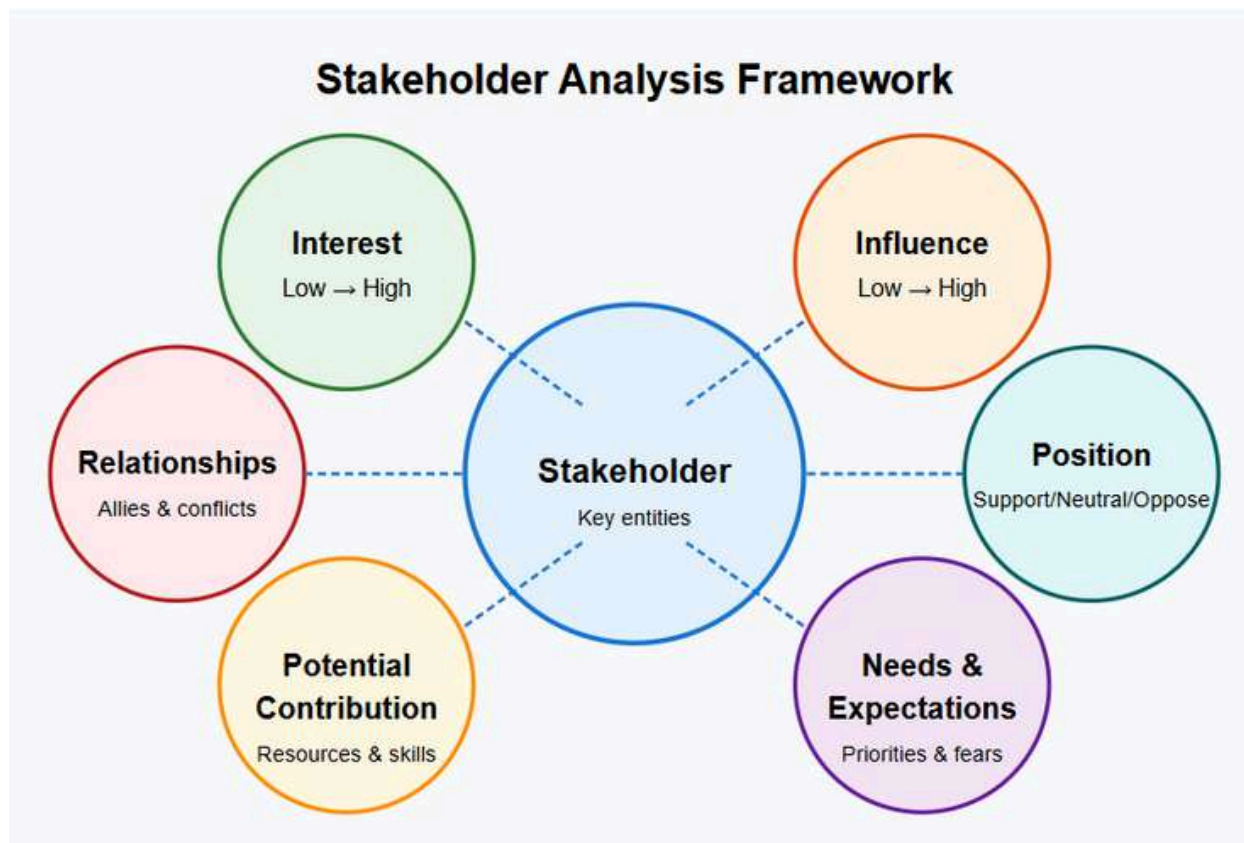 Stakeholder Analysis Framework
Interest
Low → High
Influence
Low → High
Relationships
Allies & conflicts
Stakeholder
Key entities
Position
Support/Neutral/Oppose
Potential
Contribution
Resources & skills
Needs &
Expectations
Priorities & fears